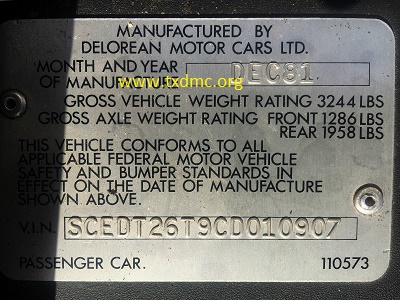 MANUFACTURED BY
DELOREAN MOTOR CARS LTD.
MONTH AND YEAR
OF MANUFACTURE
DEC81
www.txdmc.org
GROSS VEHICLE WEIGHT RATING 3244 LBS
GROSS AXLE WEIGHT RATING FRONT 1286 LBS
REAR 1958 LBS
THIS VEHICLE CONFORMS TO ALL
APPLICABLE FEDERAL MOTOR VEHICLE
SAFETY AND BUMPER STANDARDS IN
EFFECT ON THE DATE OF MANUFACTURE
SHOWN ABOVE.
V.I.N. SCEDT26T9CD010907
PASSENGER CAR. 110573